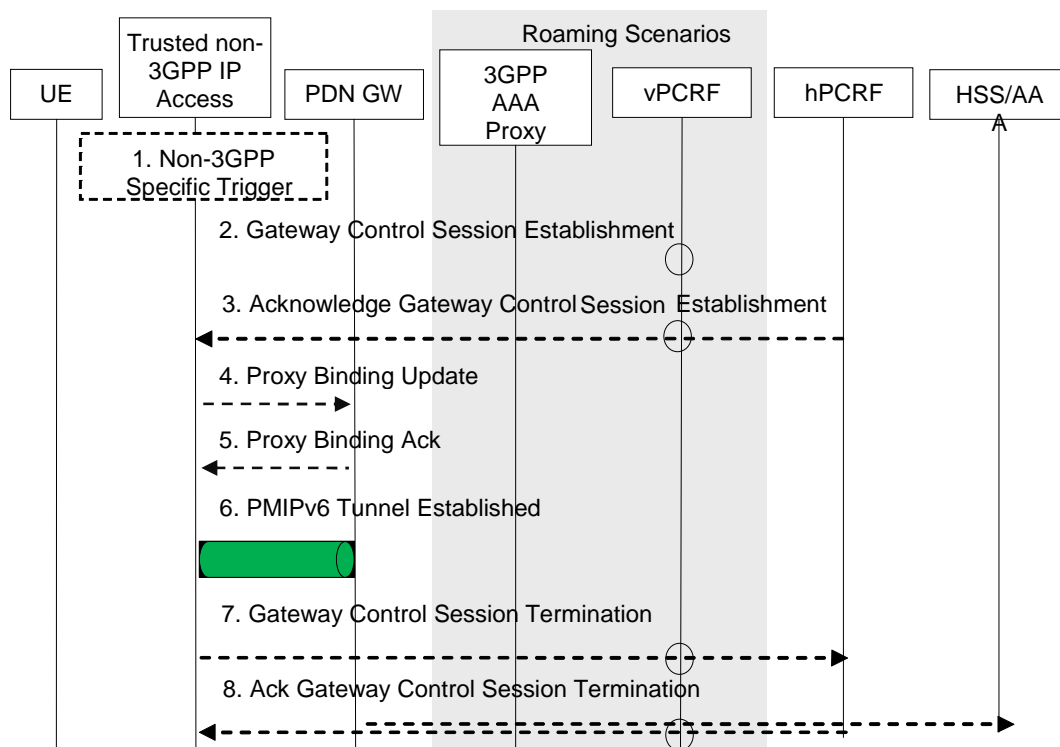 Roaming Scenarios
UE
Trusted non-
3GPP IP
Access
PDN GW
3GPP
AAA
Proxy
vPCRF
hPCRF
HSS/AA
A
1. Non-3GPP
Specific Trigger
2. Gateway Control Session Establishment
3. Acknowledge Gateway Control Session Establishment
4. Proxy Binding Update
5. Proxy Binding Ack
6. PMIPv6 Tunnel Established
7. Gateway Control Session Termination
8. Ack Gateway Control Session Termination